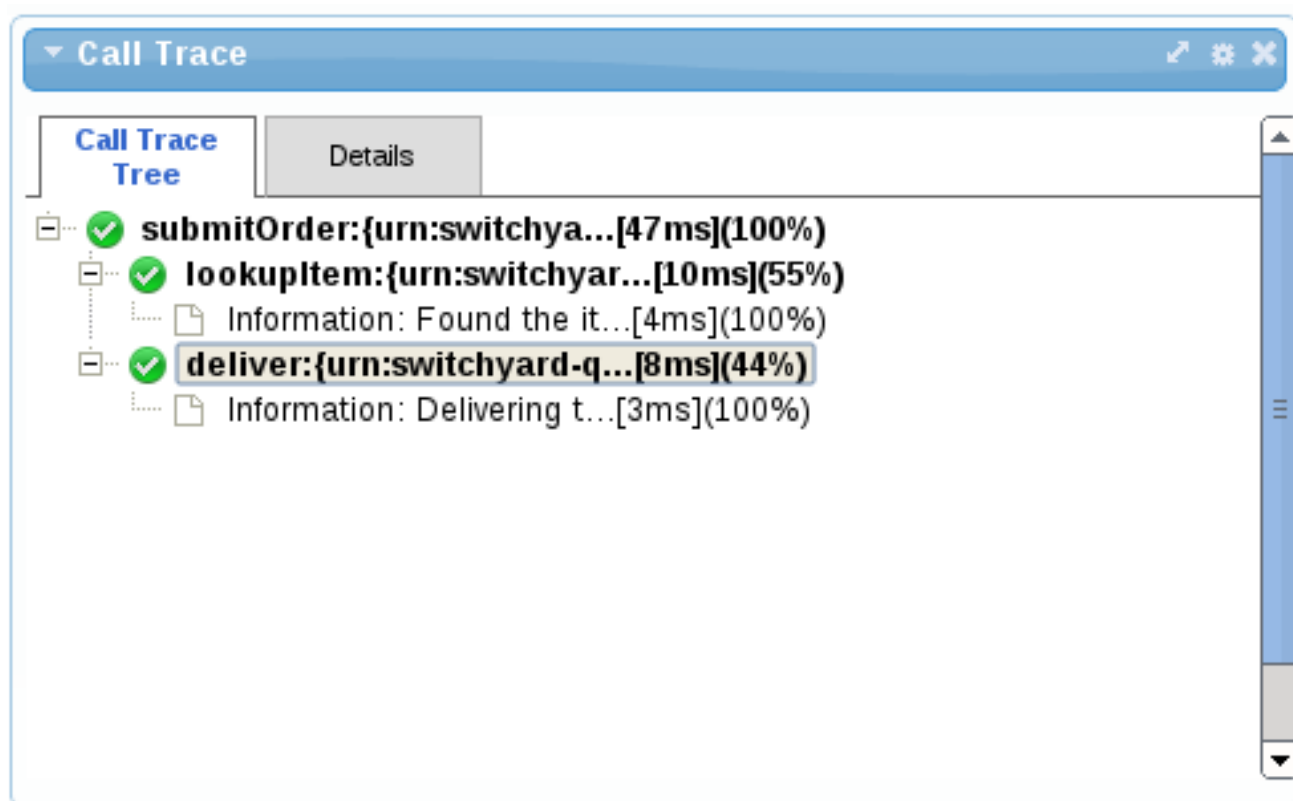 Call Trace
Call Trace
Tree
Details
submitOrder:{urn:switchya...[47ms](100%)
lookupItem:{urn:switchyar...[10ms](55%)
Information: Found the it...[4ms](100%)
deliver:{urn:switchyard-q...[8ms](44%)
Information: Delivering t...[3ms](100%)